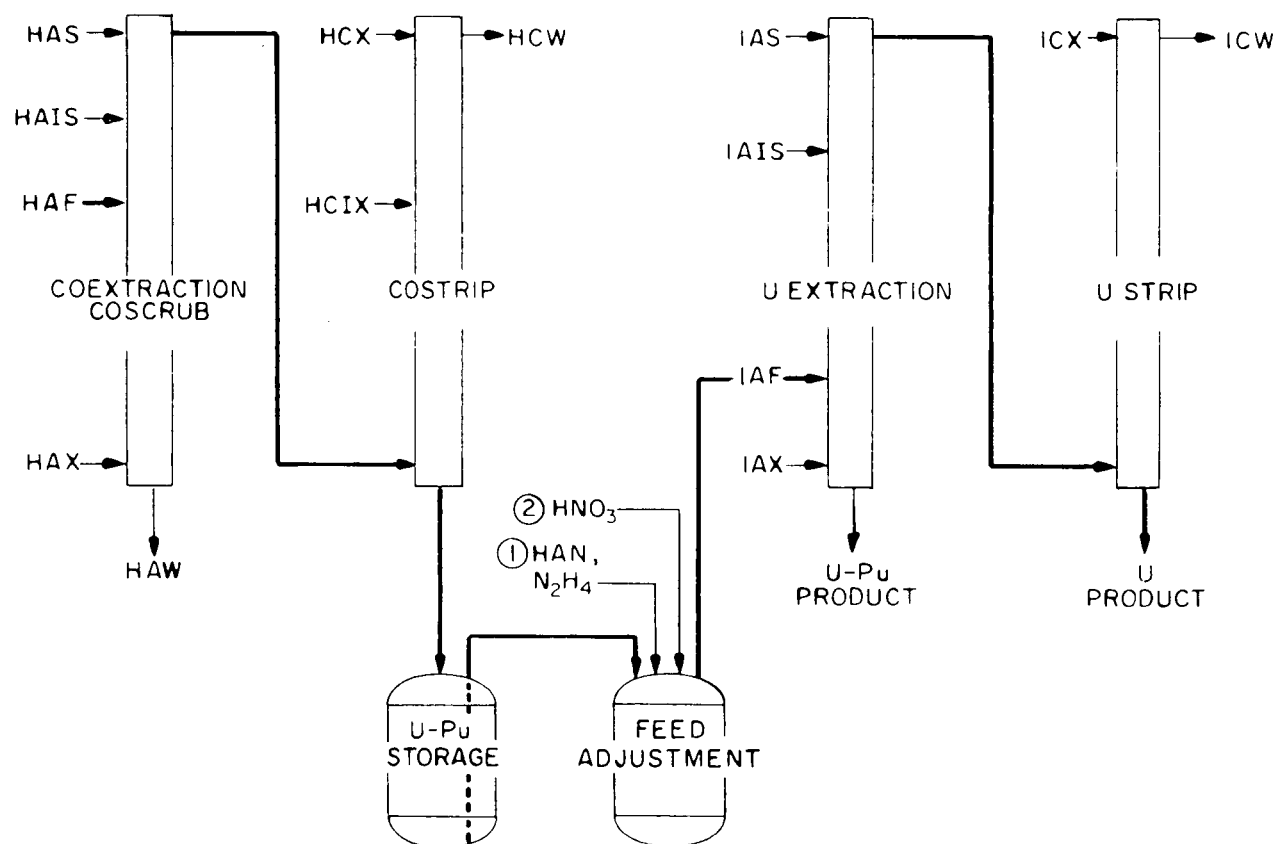 HAS
HAIS
HAF
COEXTRACTION
COSCRUB
HAX
HAW
HCX
HCW
HCIX
COSTRIP
U-Pu
STORAGE
② HNO₃
① HAN,
N₂H₄
FEED
ADJUSTMENT
IAS
IAIS
U EXTRACTION
IAF
IAX
U-Pu
PRODUCT
ICX
ICW
U STRIP
U
PRODUCT